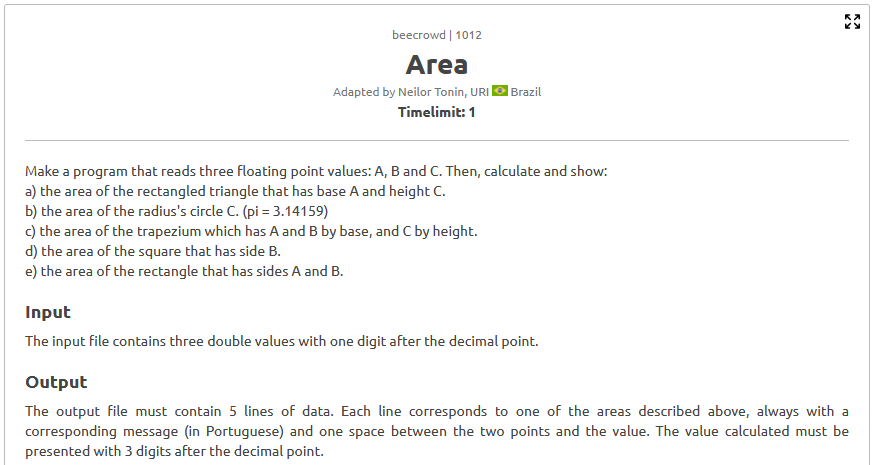 beecrowd | 1012
Area
Adapted by Neilor Tonin, URI Brazil
Timelimit: 1
Make a program that reads three floating point values: A, B and C. Then, calculate and show:
a) the area of the rectangled triangle that has base A and height C.
b) the area of the radius's circle C. (pi = 3.14159)
c) the area of the trapezium which has A and B by base, and C by height.
d) the area of the square that has side B.
e) the area of the rectangle that has sides A and B.
Input
The input file contains three double values with one digit after the decimal point.
Output
The output file must contain 5 lines of data. Each line corresponds to one of the areas described above, always with a
corresponding message (in Portuguese) and one space between the two points and the value. The value calculated must be
presented with 3 digits after the decimal point.